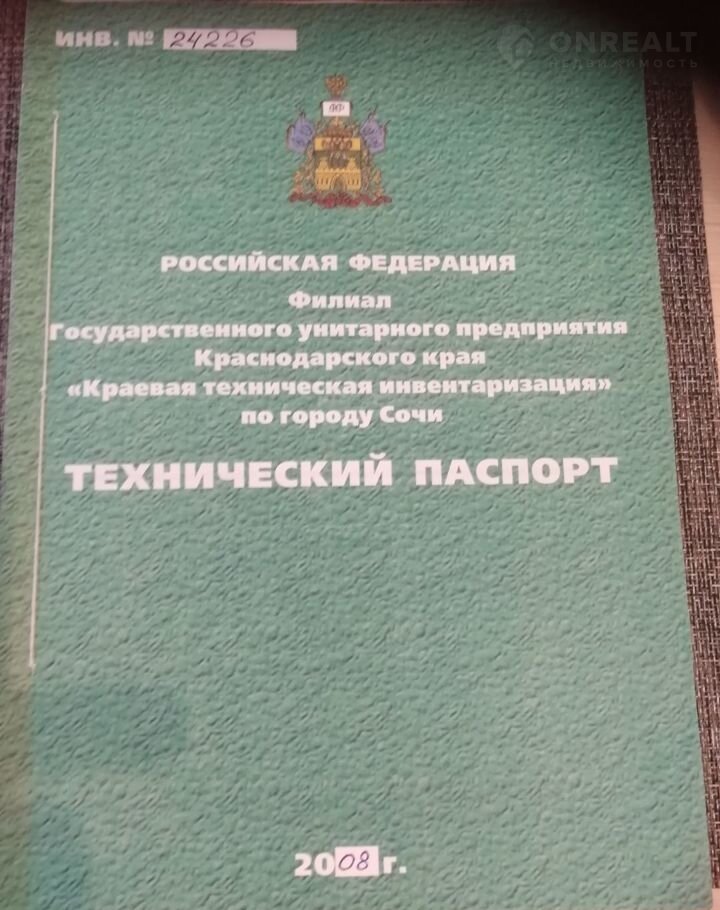 ИНВ. № 24226
ONREALT
НЕДВИЖИМОСТЬ
РОССИЙСКАЯ ФЕДЕРАЦИЯ
Филиал
Государственного унитарного предприятия
Краснодарского края
«Краевая техническая инвентаризация»
по городу Сочи
ТЕХНИЧЕСКИЙ ПАСПОРТ
2008 г.